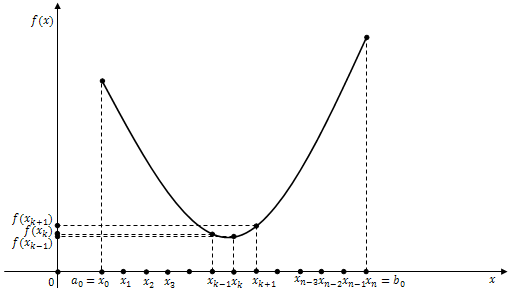 f(x)
f(x_{k+1})
f(x_k)
f(x_{k-1})
0 a_0 = x_0 x_1 x_2 x_3 x_{k-1} x_k x_{k+1} x_{n-3} x_{n-2} x_{n-1} x_n = b_0 x